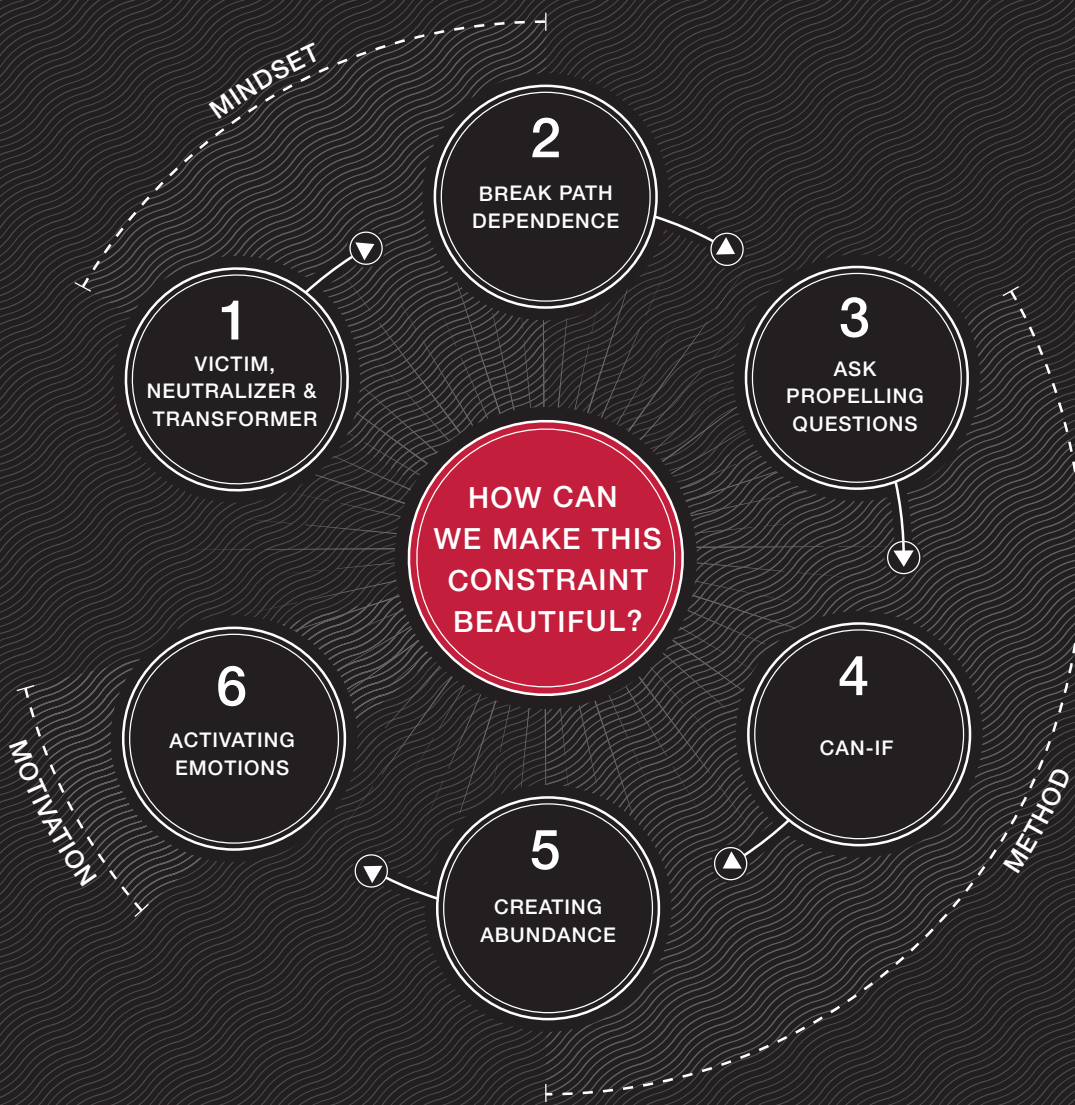 MINDSET
1
VICTIM,
NEUTRALIZER &
TRANSFORMER
2
BREAK PATH
DEPENDENCE
3
ASK
PROPELLING
QUESTIONS
HOW CAN
WE MAKE THIS
CONSTRAINT
BEAUTIFUL?
4
CAN-IF
METHOD
5
CREATING
ABUNDANCE
6
ACTIVATING
EMOTIONS
MOTIVATION